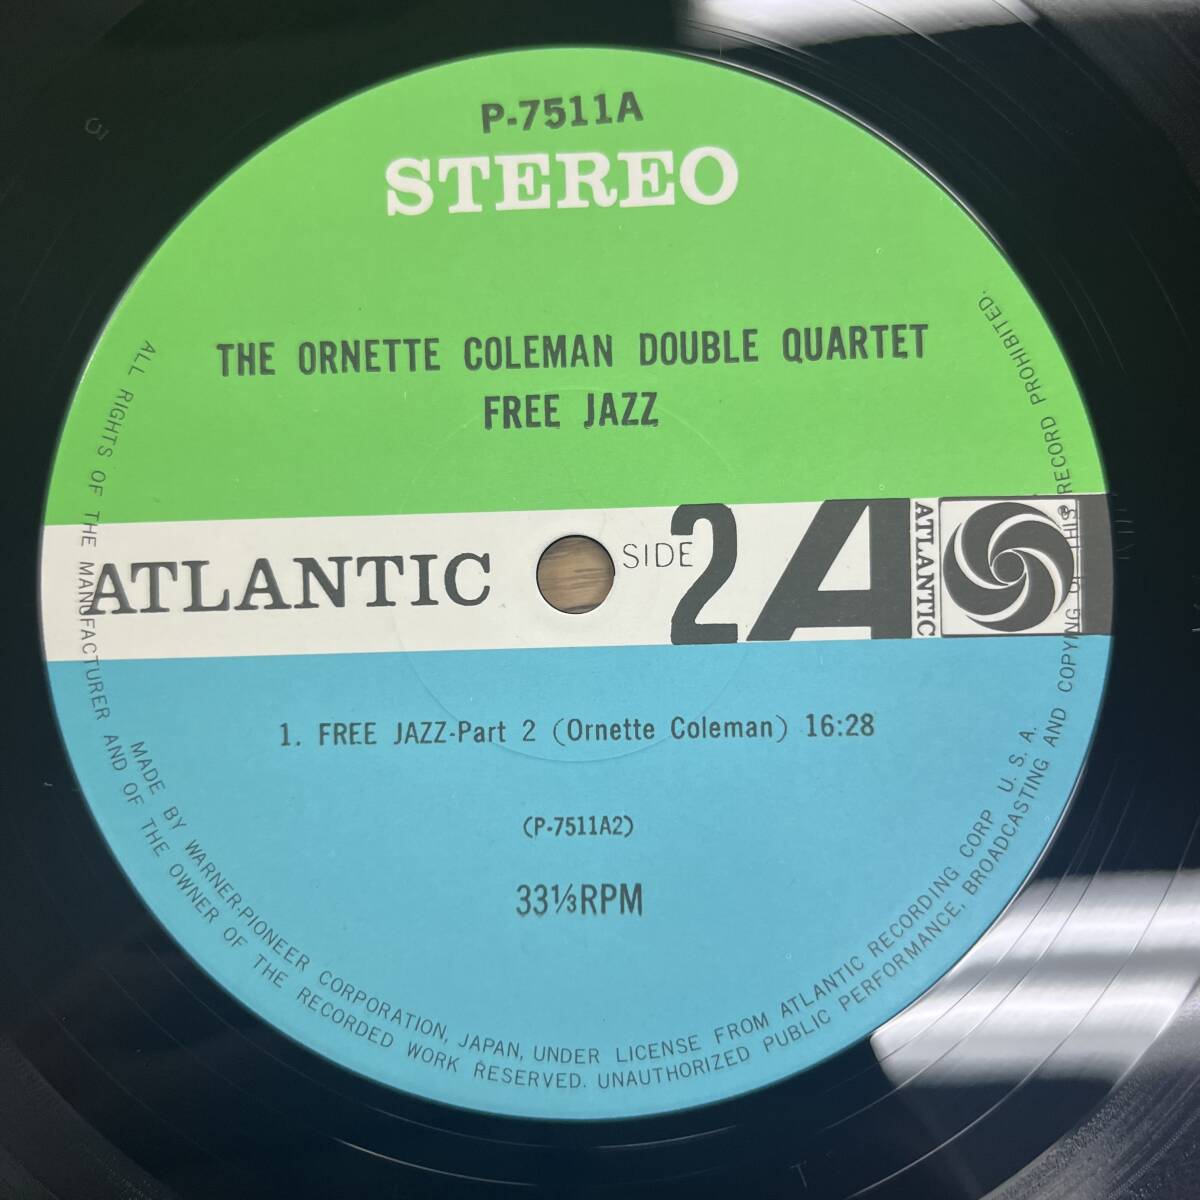 P-7511A
STEREO
THE ORNETTE COLEMAN DOUBLE QUARTET
FREE JAZZ
ATLANTIC
SIDE 2
A
ATLANTIC
®
1. FREE JAZZ-Part 2 (Ornette Coleman) 16:28
(P-7511A2)
33⅓RPM
MADE BY WARNER-PIONEER CORPORATION, JAPAN, UNDER LICENSE FROM ATLANTIC RECORDING CORP U. S. A.
ALL RIGHTS OF THE MANUFACTURER AND OF THE OWNER OF THE RECORDED WORK RESERVED. UNAUTHORIZED PUBLIC PERFORMANCE, BROADCASTING AND COPYING OF THIS RECORD PROHIBITED.